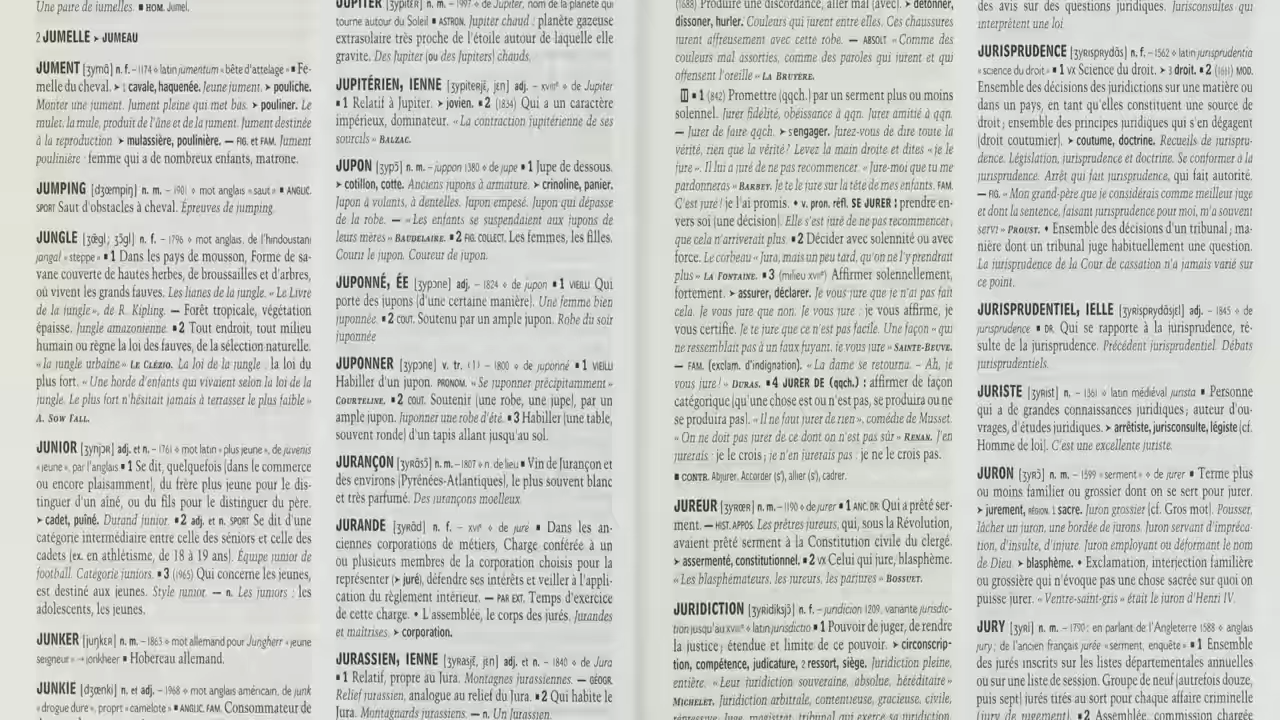 Une paire de jumelles. ■ HOM. Jumel.
2 JUMELLE ➤ JUMEAU
JUMENT [ʒymɑ̃] n. f. – 1174 ◊ latin jumentum « bête d'attelage » ■ Fe-
melle du cheval. ➤ 1 cavale, haquenée. Jeune jument. ➤ pouliche.
Monter une jument. Jument pleine qui met bas. ➤ pouliner. Le
mulet, la mule, produit de l'âne et de la jument. Jument destinée
à la reproduction ➤ mulassière, poulinière. — FIG. et FAM. Jument
poulinière : femme qui a de nombreux enfants, matrone.
JUMPING [dʒœmpiŋ] n. m. – 1901 ◊ mot anglais « saut » ■ ANGLIC.
SPORT Saut d'obstacles à cheval. Épreuves de jumping.
JUNGLE [ʒœ̃gl; ʒɔ̃gl] n. f. – 1796 ◊ mot anglais, de l'hindoustani
jangal « steppe » ■ 1 Dans les pays de mousson, Forme de sa-
vane couverte de hautes herbes, de broussailles et d'arbres,
où vivent les grands fauves. Les lianes de la jungle. « Le Livre
de la jungle », de R. Kipling. — Forêt tropicale, végétation
épaisse. Jungle amazonienne. ■ 2 Tout endroit, tout milieu
humain où règne la loi des fauves, de la sélection naturelle.
« la jungle urbaine » LE CLÉZIO. La loi de la jungle : la loi du
plus fort. « Une horde d'enfants qui vivaient selon la loi de la
jungle. Le plus fort n'hésitait jamais à terrasser le plus faible »
A. SOW FALL.
JUNIOR [ʒynjɔʀ] adj. et n. – 1761 ◊ mot latin « plus jeune », de juvenis
« jeune », par l'anglais ■ 1 Se dit, quelquefois (dans le commerce
ou encore plaisamment), du frère plus jeune pour le dis-
tinguer d'un aîné, ou du fils pour le distinguer du père.
➤ cadet, puîné. Durand junior. ■ 2 adj. et n. SPORT Se dit d'une
catégorie intermédiaire entre celle des séniors et celle des
cadets (ex. en athlétisme, de 18 à 19 ans). Équipe junior de
football. Catégorie juniors. ■ 3 (1965) Qui concerne les jeunes,
est destiné aux jeunes. Style junior. — n. Les juniors : les
adolescents, les jeunes.
JUNKER [junkɛʀ] n. m. – 1863 ◊ mot allemand pour Jungherr « jeune
seigneur » → jonkheer ■ Hobereau allemand.
JUNKIE [dʒœnki] n. et adj. – 1968 ◊ mot anglais américain, de junk
« drogue dure », propr​t « camelote » ■ ANGLIC. FAM. Consommateur de
JUPITER [ʒypitɛʀ] n. m. – 1997 ◊ de Jupiter, nom de la planète qui
tourne autour du Soleil ■ ASTRON. Jupiter chaud : planète gazeuse
extrasolaire très proche de l'étoile autour de laquelle elle
gravite. Des Jupiter (ou des Jupiters) chauds.
JUPITÉRIEN, IENNE [ʒypiteʀjɛ̃, jɛn] adj. – XVIIIe ◊ de Jupiter
■ 1 Relatif à Jupiter. ➤ jovien. ■ 2 (1834) Qui a un caractère
impérieux, dominateur. « La contraction jupitérienne de ses
sourcils » BALZAC.
JUPON [ʒypɔ̃] n. m. – juppon 1380 ◊ de jupe ■ 1 Jupe de dessous.
➤ cotillon, cotte. Anciens jupons à armature. ➤ crinoline, panier.
Jupon à volants, à dentelles. Jupon empesé. Jupon qui dépasse
de la robe. — « Les enfants se suspendaient aux jupons de
leurs mères » BAUDELAIRE. ■ 2 FIG. COLLECT. Les femmes, les filles.
Courir le jupon. Coureur de jupon.
JUPONNÉ, ÉE [ʒypɔne] adj. – 1824 ◊ de jupon ■ 1 VIEILLI Qui
porte des jupons (d'une certaine manière). Une femme bien
juponnée. ■ 2 COUT. Soutenu par un ample jupon. Robe du soir
juponnée
JUPONNER [ʒypɔne] v. tr. ‹1› – 1800 ◊ de juponné ■ 1 VIEILLI
Habiller d'un jupon. PRONOM. « Se juponner précipitamment »
COURTELINE. ■ 2 COUT. Soutenir (une robe, une jupe), par un
ample jupon. Juponner une robe d'été. ■ 3 Habiller (une table,
souvent ronde) d'un tapis allant jusqu'au sol.
JURANÇON [ʒyʀɑ̃sɔ̃] n. m. – 1807 ◊ n. de lieu ■ Vin de Jurançon et
des environs (Pyrénées-Atlantiques), le plus souvent blanc
et très parfumé. Des jurançons moelleux.
JURANDE [ʒyʀɑ̃d] n. f. – XVIe ◊ de juré ■ Dans les an-
ciennes corporations de métiers, Charge conférée à un
ou plusieurs membres de la corporation choisis pour la
représenter (➤ juré), défendre ses intérêts et veiller à l'appli-
cation du règlement intérieur. — PAR EXT. Temps d'exercice
de cette charge. • L'assemblée, le corps des jurés. Jurandes
et maîtrises. ➤ corporation.
JURASSIEN, IENNE [ʒyʀasjɛ̃, jɛn] adj. et n. – 1840 ◊ de Jura
■ 1 Relatif, propre au Jura. Montagnes jurassiennes. — GÉOGR.
Relief jurassien, analogue au relief du Jura. ■ 2 Qui habite le
Jura. Montagnards jurassiens. — n. Un Jurassien.
(1688) Produire une discordance, aller mal (avec). ➤ détonner,
dissoner, hurler. Couleurs qui jurent entre elles. Ces chaussures
jurent affreusement avec cette robe. — ABSOLT « Comme des
couleurs mal assorties, comme des paroles qui jurent et qui
offensent l'oreille » LA BRUYÈRE.
II ■ 1 (842) Promettre (qqch.) par un serment plus ou moins
solennel. Jurer fidélité, obéissance à qqn. Jurer amitié à qqn.
— Jurer de faire qqch. ➤ s'engager. Jurez-vous de dire toute la
vérité, rien que la vérité ? Levez la main droite et dites « je le
jure ». Il lui a juré de ne pas recommencer. « Jure-moi que tu me
pardonneras » BARBEY. Je te le jure sur la tête de mes enfants. FAM.
C'est juré ! je l'ai promis. • v. pron. réfl. SE JURER : prendre en-
vers soi (une décision). Elle s'est juré de ne pas recommencer,
que cela n'arriverait plus. ■ 2 Décider avec solennité ou avec
force. Le corbeau « Jura, mais un peu tard, qu'on ne l'y prendrait
plus » LA FONTAINE. ■ 3 (milieu XVIIe) Affirmer solennellement,
fortement. ➤ assurer, déclarer. Je vous jure que je n'ai pas fait
cela. Je vous jure que non. Je vous jure : je vous affirme, je
vous certifie. Je te jure que ce n'est pas facile. Une façon « qui
ne ressemblait pas à un faux fuyant, je vous jure » SAINTE-BEUVE.
— FAM. (exclam. d'indignation). « La dame se retourna. – Ah, je
vous jure ! » DURAS. ■ 4 JURER DE (qqch.) : affirmer de façon
catégorique (qu'une chose est ou n'est pas, se produira ou ne
se produira pas). « Il ne faut jurer de rien », comédie de Musset.
« On ne doit pas jurer de ce dont on n'est pas sûr » RENAN. J'en
jurerais : je le crois; je n'en jurerais pas : je ne le crois pas.
■ CONTR. Abjurer. Accorder (s'), allier (s'), cadrer.
JUREUR [ʒyʀœʀ] n. m. – 1190 ◊ de jurer ■ 1 ANC. DR. Qui a prêté ser-
ment. — HIST. APPOS. Les prêtres jureurs, qui, sous la Révolution,
avaient prêté serment à la Constitution civile du clergé.
➤ assermenté, constitutionnel. ■ 2 VX Celui qui jure, blasphème.
« Les blasphémateurs, les jureurs, les parjures » BOSSUET.
JURIDICTION [ʒyʀidiksjɔ̃] n. f. – juridicion 1209, variante jurisdic-
tion jusqu'au XVIIIe ◊ latin jurisdictio ■ 1 Pouvoir de juger, de rendre
la justice; étendue et limite de ce pouvoir. ➤ circonscrip-
tion, compétence, judicature, 2 ressort, siège. Juridiction pleine,
entière. « Leur juridiction souveraine, absolue, héréditaire »
MICHELET. Juridiction arbitrale, contentieuse, gracieuse, civile,
répressive. Juge, magistrat, tribunal qui exerce sa juridiction.
des avis sur des questions juridiques. Jurisconsultes qui
interprètent une loi.
JURISPRUDENCE [ʒyʀispʀydɑ̃s] n. f. – 1562 ◊ latin jurisprudentia
« science du droit » ■ 1 VX Science du droit. ➤ 3 droit. ■ 2 (1611) MOD.
Ensemble des décisions des juridictions sur une matière ou
dans un pays, en tant qu'elles constituent une source de
droit; ensemble des principes juridiques qui s'en dégagent
(droit coutumier). ➤ coutume, doctrine. Recueils de jurispru-
dence. Législation, jurisprudence et doctrine. Se conformer à la
jurisprudence. Arrêt qui fait jurisprudence, qui fait autorité.
— FIG. « Mon grand-père que je considérais comme meilleur juge
et dont la sentence, faisant jurisprudence pour moi, m'a souvent
servi » PROUST. • Ensemble des décisions d'un tribunal; ma-
nière dont un tribunal juge habituellement une question.
La jurisprudence de la Cour de cassation n'a jamais varié sur
ce point.
JURISPRUDENTIEL, IELLE [ʒyʀispʀydɑ̃sjɛl] adj. – 1845 ◊ de
jurisprudence ■ DR. Qui se rapporte à la jurisprudence, ré-
sulte de la jurisprudence. Précédent jurisprudentiel. Débats
jurisprudentiels.
JURISTE [ʒyʀist] n. – 1361 ◊ latin médiéval jurista ■ Personne
qui a de grandes connaissances juridiques; auteur d'ou-
vrages, d'études juridiques. ➤ arrêtiste, jurisconsulte, légiste (cf.
Homme de loi). C'est une excellente juriste.
JURON [ʒyʀɔ̃] n. m. – 1599 « serment » ◊ de jurer ■ Terme plus
ou moins familier ou grossier dont on se sert pour jurer.
➤ jurement, RÉGION. 1 sacre. Juron grossier (cf. Gros mot). Pousser,
lâcher un juron, une bordée de jurons. Juron servant d'impréca-
tion, d'insulte, d'injure. Juron employant ou déformant le nom
de Dieu. ➤ blasphème. • Exclamation, interjection familière
ou grossière qui n'évoque pas une chose sacrée sur quoi on
puisse jurer. « Ventre-saint-gris » était le juron d'Henri IV.
JURY [ʒyʀi] n. m. – 1790; en parlant de l'Angleterre 1588 ◊ anglais
jury; de l'ancien français jurée « serment, enquête » ■ 1 Ensemble
des jurés inscrits sur les listes départementales annuelles
ou sur une liste de session. Groupe de neuf (autrefois douze,
puis sept) jurés tirés au sort pour chaque affaire criminelle
(jury de jugement). ■ 2 Assemblée, commission chargée